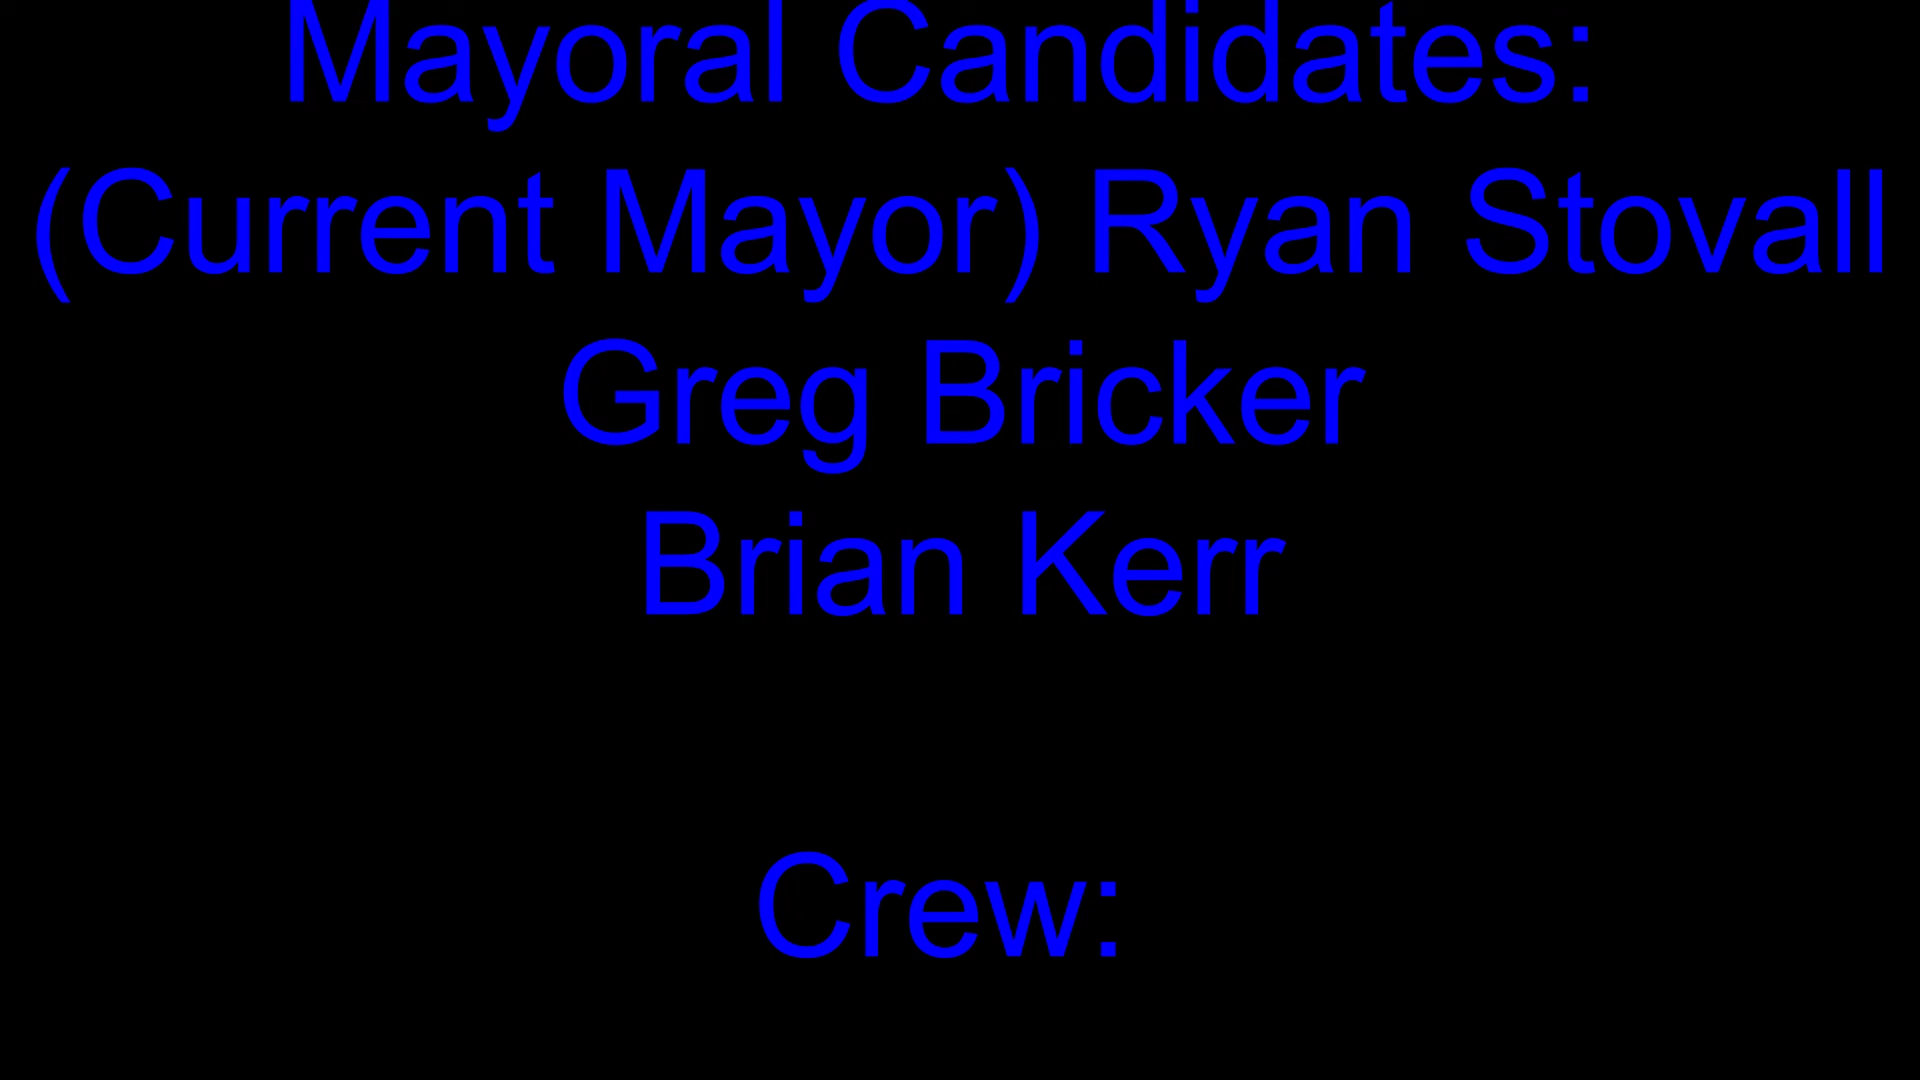 Mayoral Candidates:
(Current Mayor) Ryan Stovall
Greg Bricker
Brian Kerr
Crew: